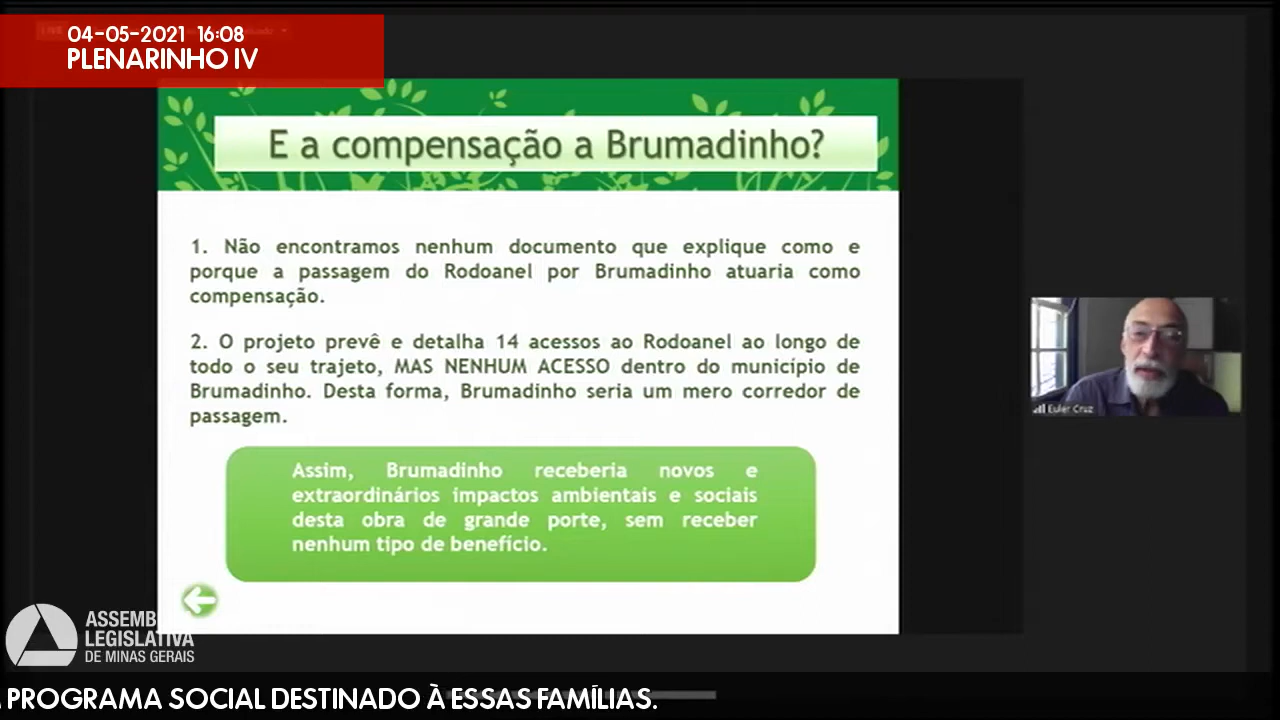 04-05-2021 16:08
PLENARINHO IV
E a compensação a Brumadinho?
1. Não encontramos nenhum documento que explique como e
porque a passagem do Rodoanel por Brumadinho atuaria como
compensação.
2. O projeto prevê e detalha 14 acessos ao Rodoanel ao longo de
todo o seu trajeto, MAS NENHUM ACESSO dentro do município de
Brumadinho. Desta forma, Brumadinho seria um mero corredor de
passagem.
Assim, Brumadinho receberia novos e
extraordinários impactos ambientais e sociais
desta obra de grande porte, sem receber
nenhum tipo de benefício.
Euler Cruz
ASSEMB
LEGISLATIVA
DE MINAS GERAIS
PROGRAMA SOCIAL DESTINADO À ESSAS FAMÍLIAS.